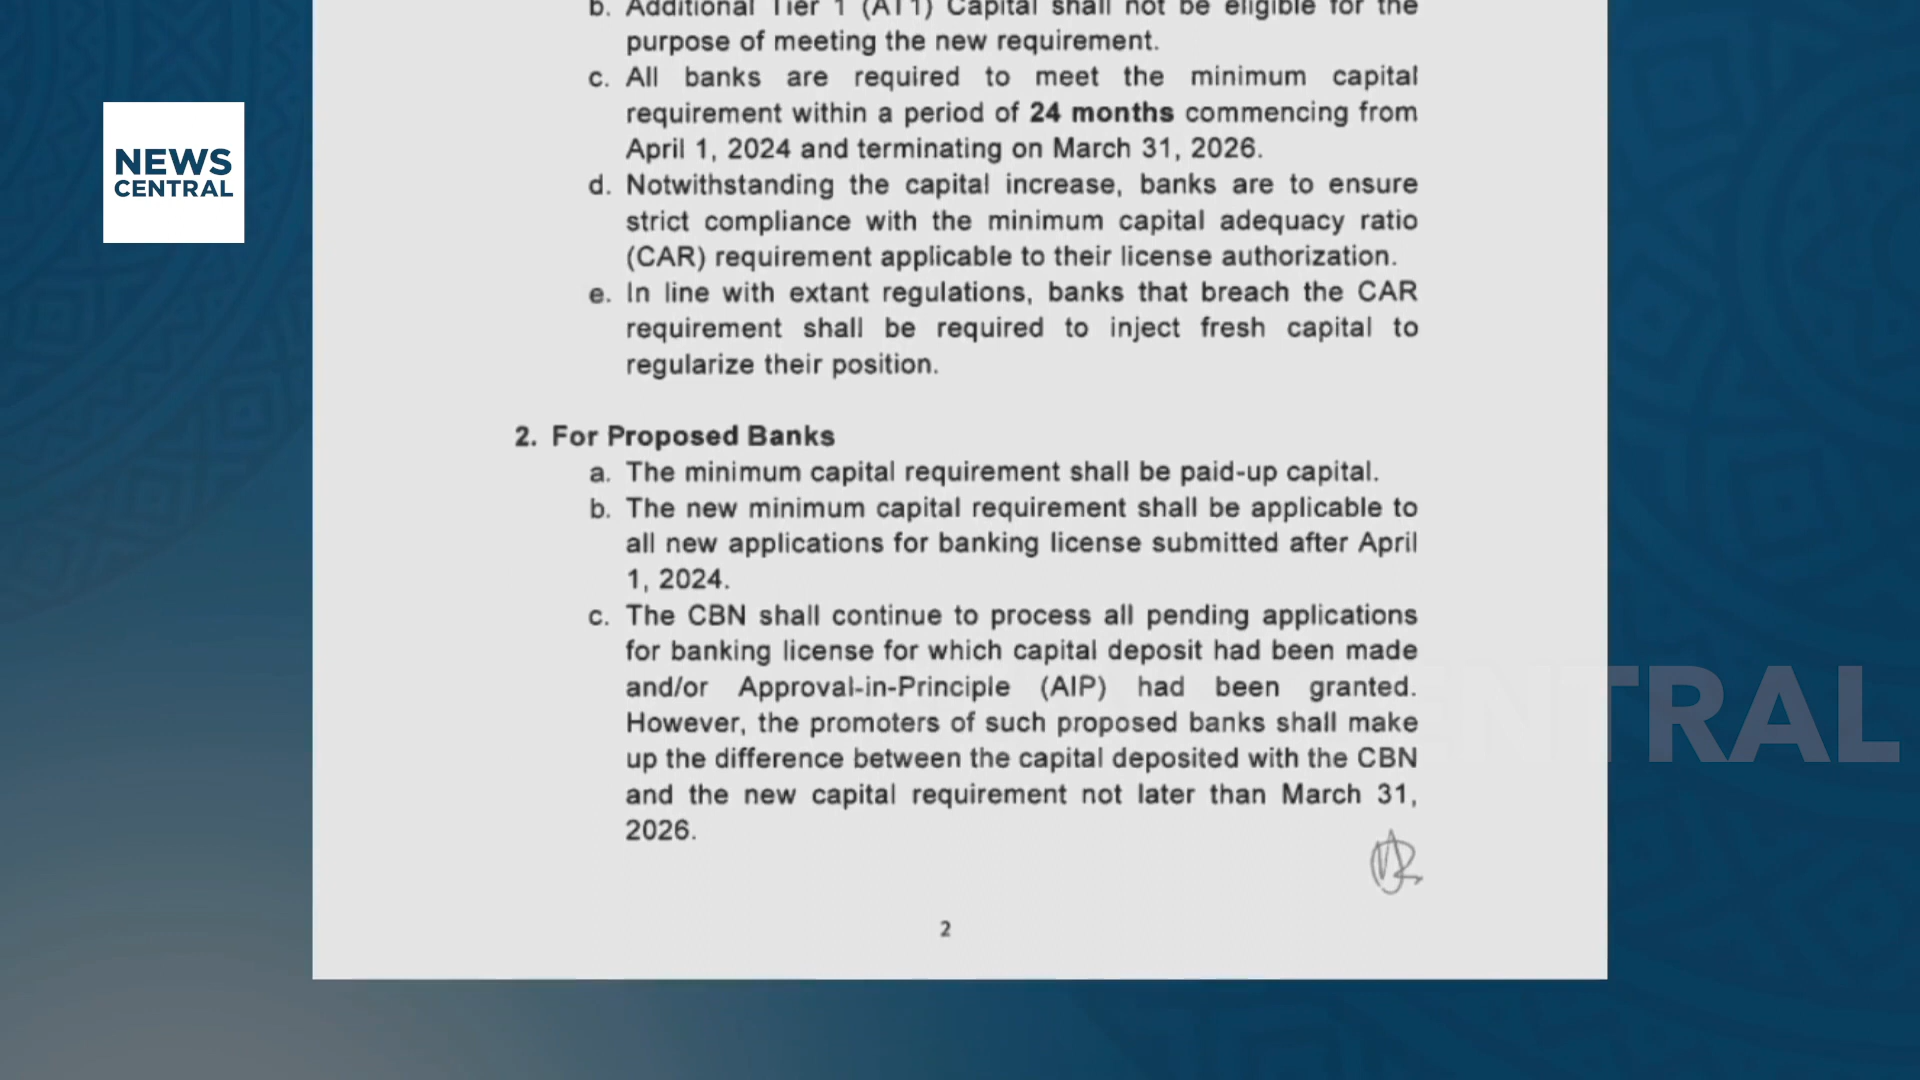 b. Additional Tier 1 (AT1) Capital shall not be eligible for the
purpose of meeting the new requirement.
c. All banks are required to meet the minimum capital
requirement within a period of 24 months commencing from
April 1, 2024 and terminating on March 31, 2026.
d. Notwithstanding the capital increase, banks are to ensure
strict compliance with the minimum capital adequacy ratio
(CAR) requirement applicable to their license authorization.
e. In line with extant regulations, banks that breach the CAR
requirement shall be required to inject fresh capital to
regularize their position.
NEWS
CENTRAL
2. For Proposed Banks
a. The minimum capital requirement shall be paid-up capital.
b. The new minimum capital requirement shall be applicable to
all new applications for banking license submitted after April
1, 2024.
c. The CBN shall continue to process all pending applications
for banking license for which capital deposit had been made
and/or Approval-in-Principle (AIP) had been granted.
However, the promoters of such proposed banks shall make
up the difference between the capital deposited with the CBN
and the new capital requirement not later than March 31,
2026.
2
ENTRAL